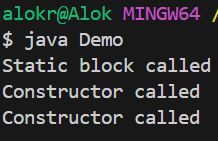 alokr@Alok MINGW64 /
$ java Demo
Static block called
Constructor called
Constructor called